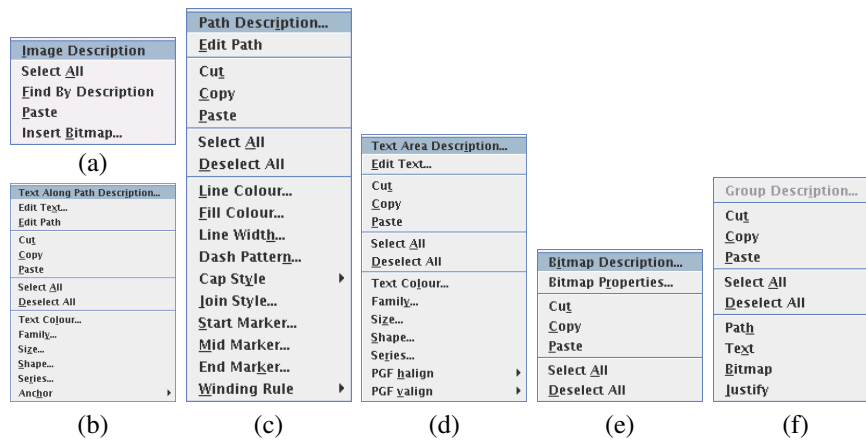 Image Description
Select All
Find By Description
Paste
Insert Bitmap...
(a)
Text Along Path Description...
Edit Text...
Edit Path
Cut
Copy
Paste
Select All
Deselect All
Text Colour...
Family...
Size...
Shape...
Series...
Anchor
(b)
Path Description...
Edit Path
Cut
Copy
Paste
Select All
Deselect All
Line Colour...
Fill Colour...
Line Width...
Dash Pattern...
Cap Style
Join Style...
Start Marker...
Mid Marker...
End Marker...
Winding Rule
(c)
Text Area Description...
Edit Text...
Cut
Copy
Paste
Select All
Deselect All
Text Colour...
Family...
Size...
Shape...
Series...
PGF halign
PGF valign
(d)
Bitmap Description...
Bitmap Properties...
Cut
Copy
Paste
Select All
Deselect All
(e)
Group Description...
Cut
Copy
Paste
Select All
Deselect All
Path
Text
Bitmap
Justify
(f)